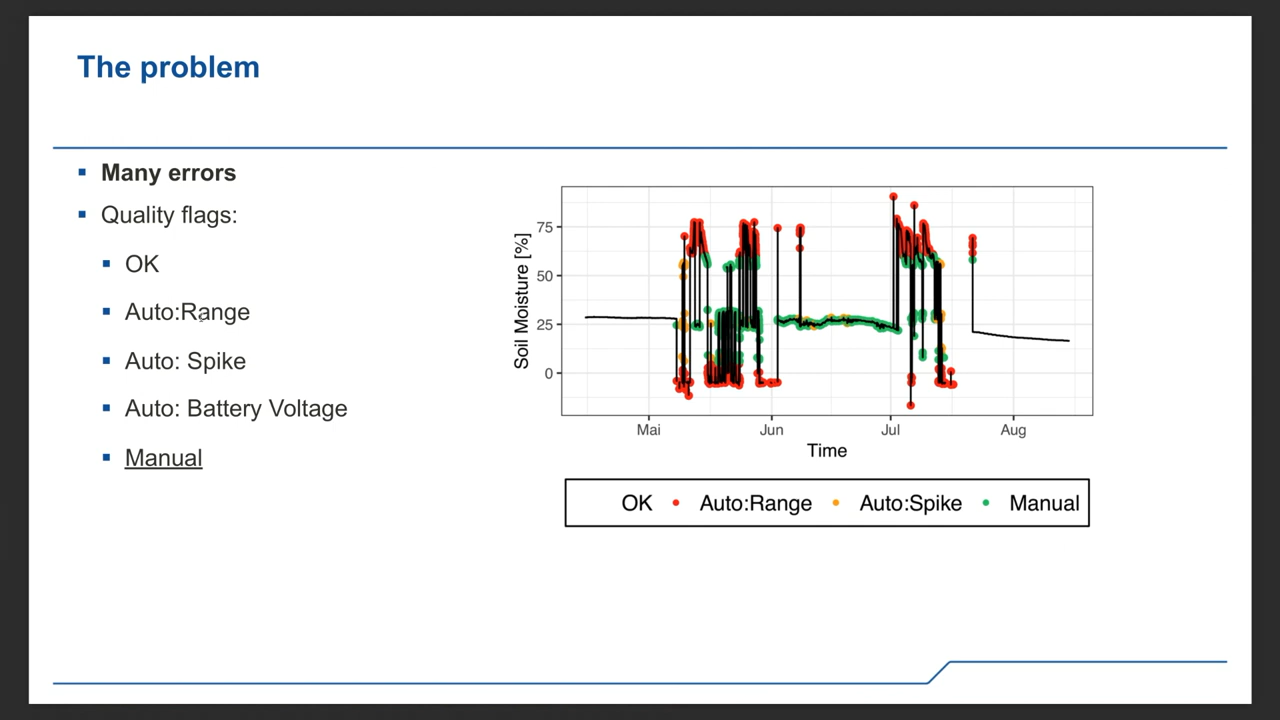 The problem
Many errors
Quality flags:
OK
Auto:Range
Auto: Spike
Auto: Battery Voltage
Manual
Soil Moisture [%]
75
50
25
0
Mai Jun Jul Aug
Time
OK Auto:Range Auto:Spike Manual